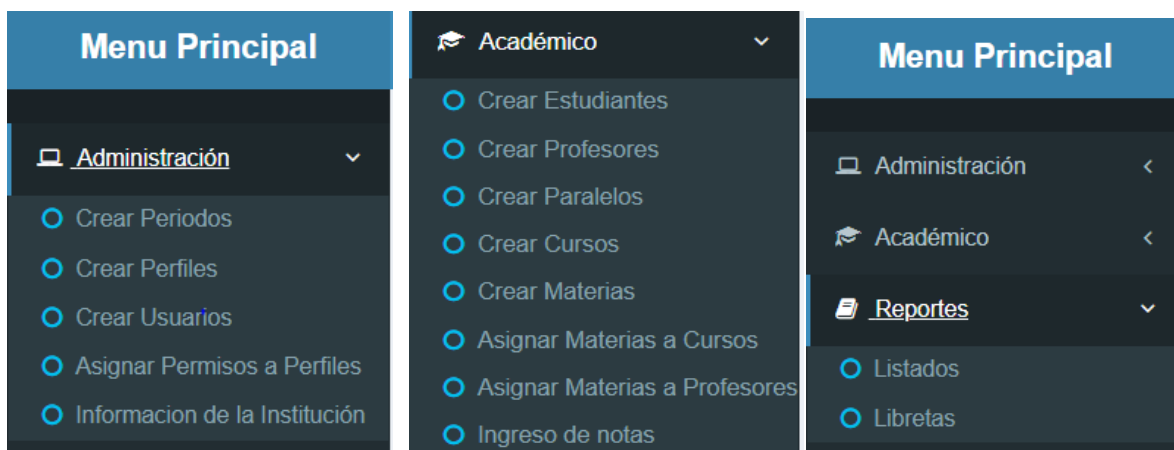 Menu Principal
Administración
Crear Periodos
Crear Perfiles
Crear Usuarios
Asignar Permisos a Perfiles
Informacion de la Institución
Académico
Crear Estudiantes
Crear Profesores
Crear Paralelos
Crear Cursos
Crear Materias
Asignar Materias a Cursos
Asignar Materias a Profesores
Ingreso de notas
Menu Principal
Administración
Académico
Reportes
Listados
Libretas